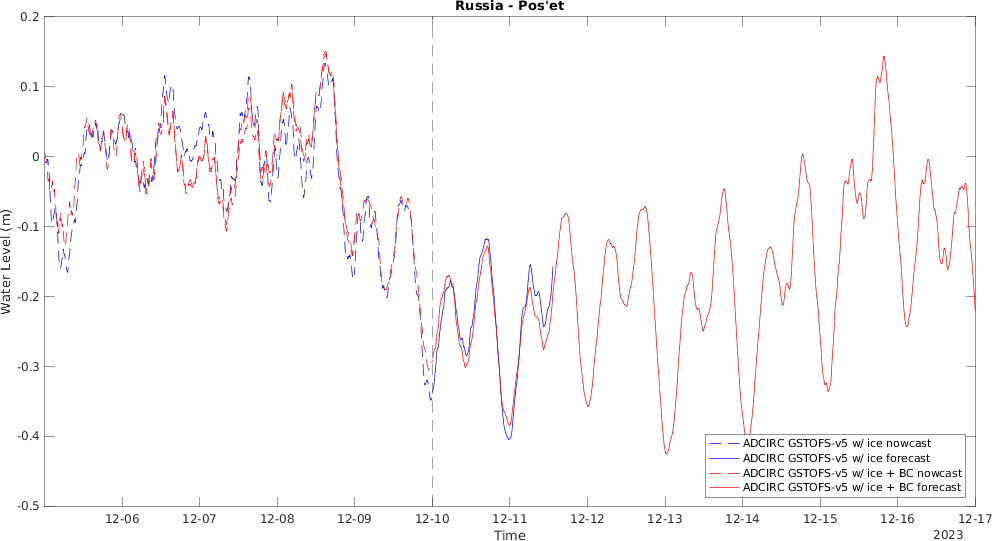 Russia - Pos'et
0.2
0.1
0
-0.1
-0.2
-0.3
-0.4
-0.5
Water Level (m)
12-06 12-07 12-08 12-09 12-10 12-11 12-12 12-13 12-14 12-15 12-16 12-17
Time
2023
ADCIRC GSTOFS-v5 w/ ice nowcast
ADCIRC GSTOFS-v5 w/ ice forecast
ADCIRC GSTOFS-v5 w/ ice + BC nowcast
ADCIRC GSTOFS-v5 w/ ice + BC forecast